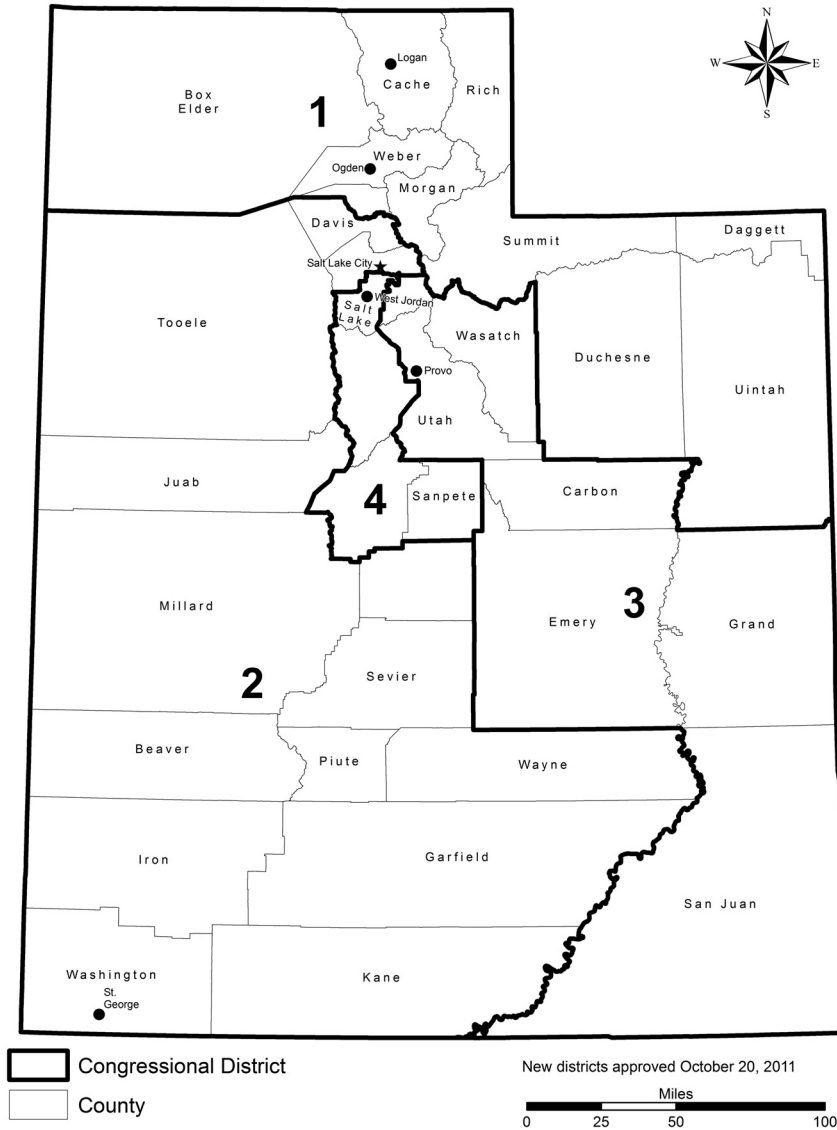 N
W
E
S
Logan
Cache
Rich
Box
Elder
1
Weber
Ogden
Morgan
Davis
Summit
Daggett
Salt Lake City
West Jordan
Salt
Lake
Tooele
Wasatch
Duchesne
Uintah
Provo
Utah
Juab
4
Sanpete
Carbon
Millard
3
Emery
Grand
2
Sevier
Beaver
Piute
Wayne
Iron
Garfield
San Juan
Washington
St.
George
Kane
Congressional District
County
New districts approved October 20, 2011
Miles
0 25 50 100